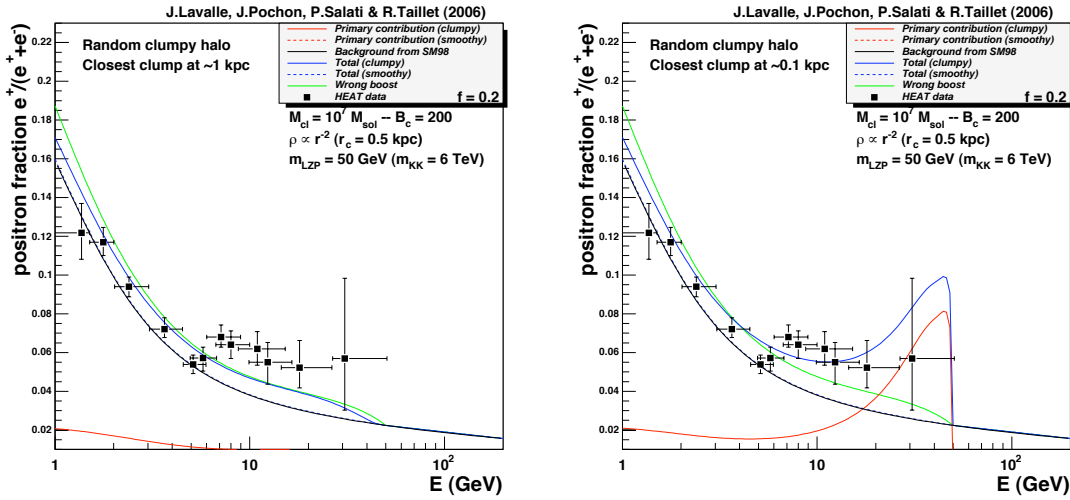 J.Lavalle, J.Pochon, P.Salati & R.Taillet (2006)
positron fraction e+/(e+ +e-)
0.22
0.2
0.18
0.16
0.14
0.12
0.1
0.08
0.06
0.04
0.02
Random clumpy halo
Closest clump at ~1 kpc
Primary contribution (clumpy)
Primary contribution (smoothy)
Background from SM98
Total (clumpy)
Total (smoothy)
Wrong boost
HEAT data
f = 0.2
M_cl = 10^7 M_sol -- B_c = 200
ρ ∝ r^-2 (r_c = 0.5 kpc)
m_LZP = 50 GeV (m_KK = 6 TeV)
1 10 10^2
E (GeV)
J.Lavalle, J.Pochon, P.Salati & R.Taillet (2006)
positron fraction e+/(e+ +e-)
0.22
0.2
0.18
0.16
0.14
0.12
0.1
0.08
0.06
0.04
0.02
Random clumpy halo
Closest clump at ~0.1 kpc
Primary contribution (clumpy)
Primary contribution (smoothy)
Background from SM98
Total (clumpy)
Total (smoothy)
Wrong boost
HEAT data
f = 0.2
M_cl = 10^7 M_sol -- B_c = 200
ρ ∝ r^-2 (r_c = 0.5 kpc)
m_LZP = 50 GeV (m_KK = 6 TeV)
1 10 10^2
E (GeV)